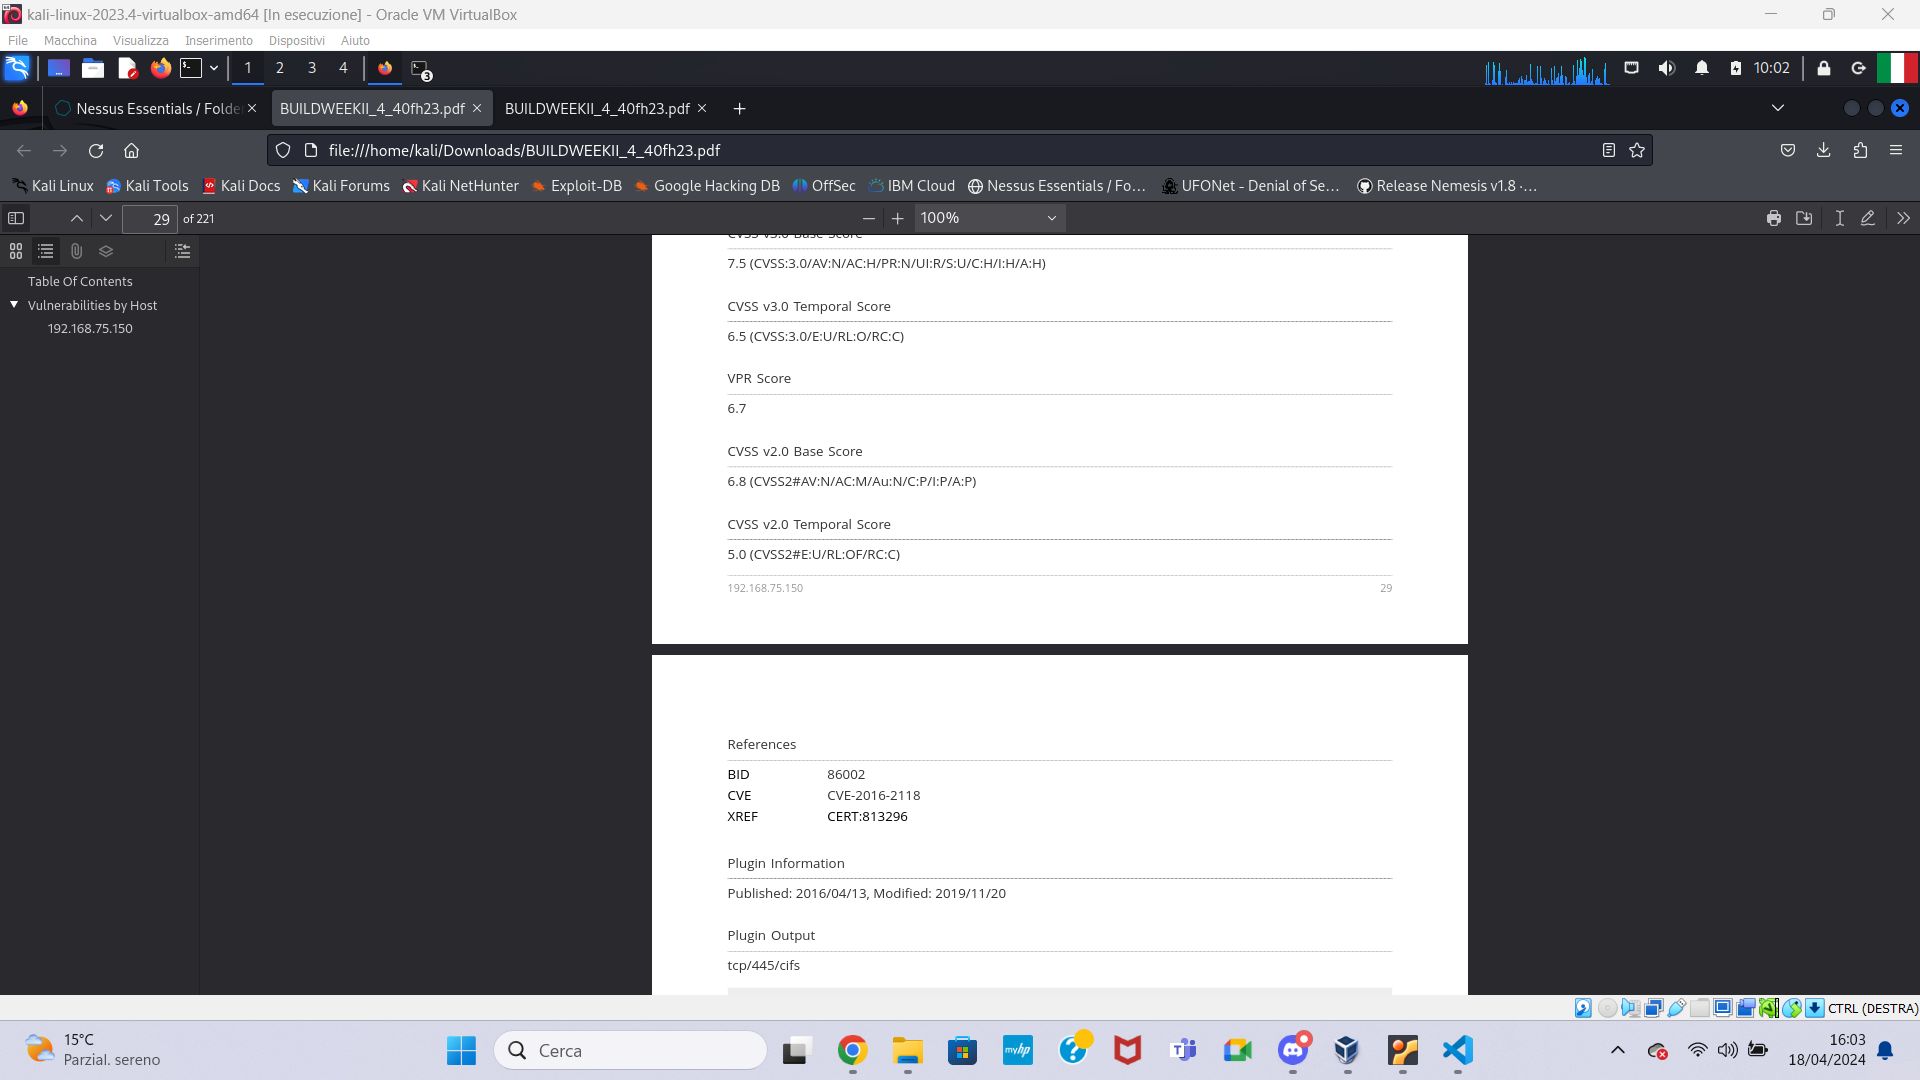 kali-linux-2023.4-virtualbox-amd64 [In esecuzione] - Oracle VM VirtualBox
File Macchina Visualizza Inserimento Dispositivi Aiuto
1 2 3 4 3 10:02
Nessus Essentials / Folde BUILDWEEKII_4_40fh23.pdf BUILDWEEKII_4_40fh23.pdf
file:///home/kali/Downloads/BUILDWEEKII_4_40fh23.pdf
Kali Linux Kali Tools Kali Docs Kali Forums Kali NetHunter Exploit-DB Google Hacking DB OffSec IBM Cloud Nessus Essentials / Fo... UFONet - Denial of Se... Release Nemesis v1.8 ·...
29 of 221 100%
Table Of Contents
Vulnerabilities by Host
192.168.75.150
CVSS v3.0 Base Score
7.5 (CVSS:3.0/AV:N/AC:H/PR:N/UI:R/S:U/C:H/I:H/A:H)
CVSS v3.0 Temporal Score
6.5 (CVSS:3.0/E:U/RL:O/RC:C)
VPR Score
6.7
CVSS v2.0 Base Score
6.8 (CVSS2#AV:N/AC:M/Au:N/C:P/I:P/A:P)
CVSS v2.0 Temporal Score
5.0 (CVSS2#E:U/RL:OF/RC:C)
192.168.75.150 29
References
BID 86002
CVE CVE-2016-2118
XREF CERT:813296
Plugin Information
Published: 2016/04/13, Modified: 2019/11/20
Plugin Output
tcp/445/cifs
CTRL (DESTRA)
15°C
Parzial. sereno
Cerca
myhp
16:03
18/04/2024